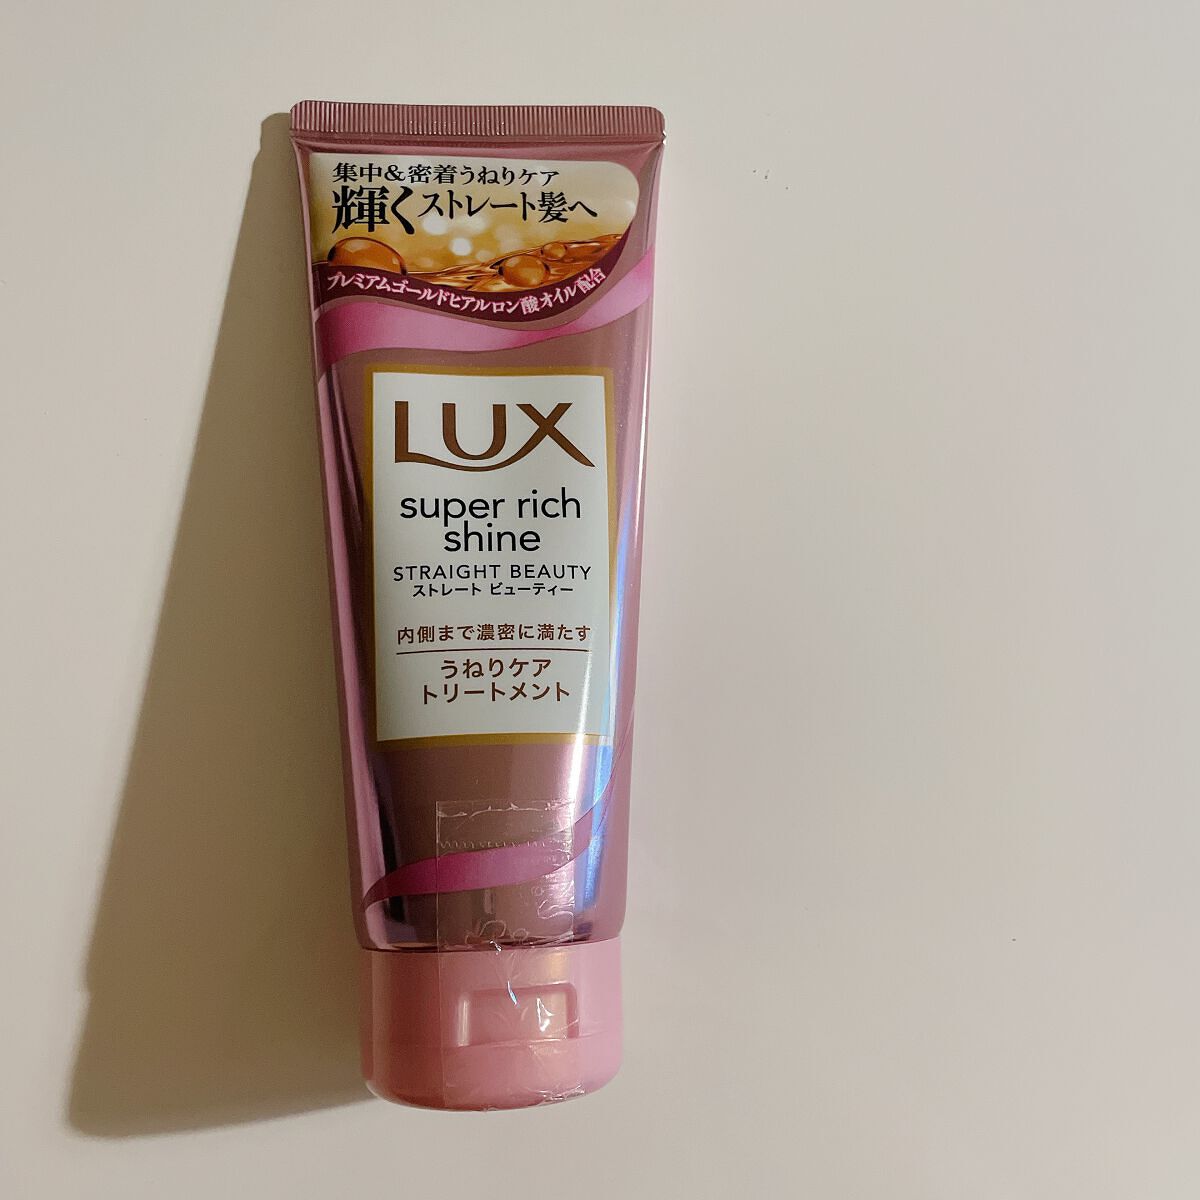 集中&密着うねりケア
輝くストレート髪へ
プレミアムゴールドヒアルロン酸オイル配合
LUX
super rich
shine
STRAIGHT BEAUTY
ストレート ビューティー
内側まで濃密に満たす
うねりケア
トリートメント